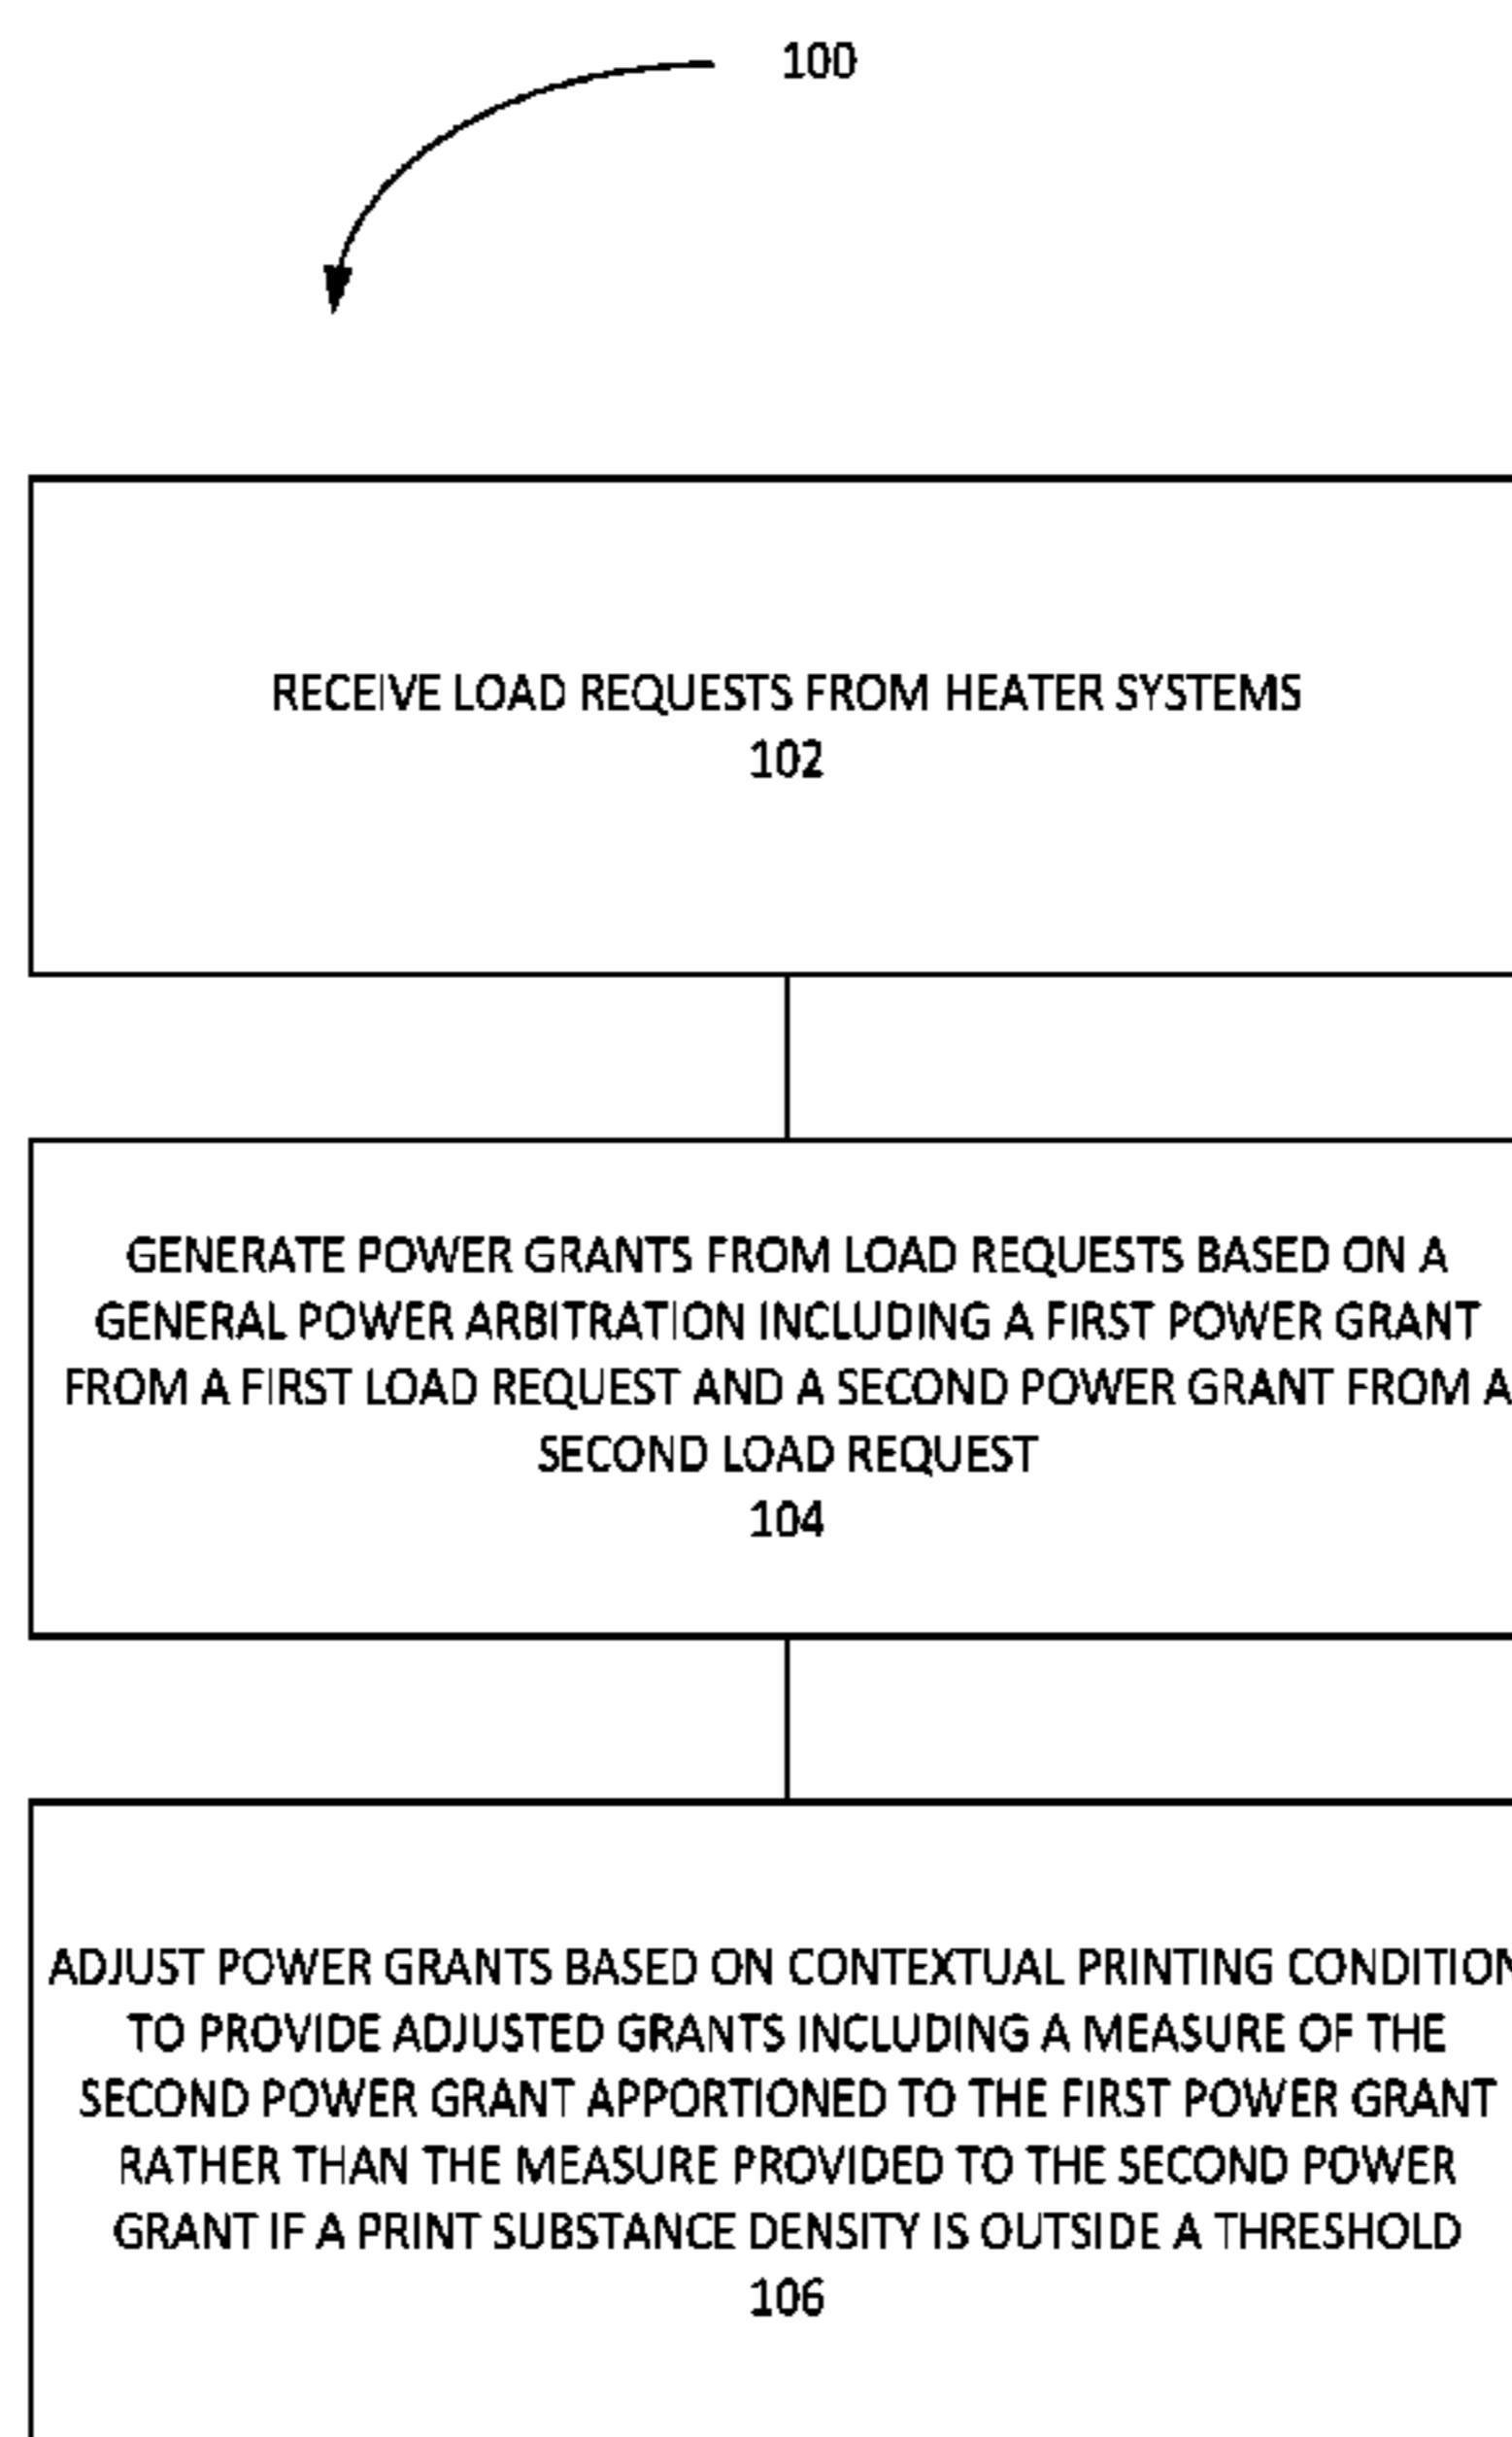 100
RECEIVE LOAD REQUESTS FROM HEATER SYSTEMS
102
GENERATE POWER GRANTS FROM LOAD REQUESTS BASED ON A
GENERAL POWER ARBITRATION INCLUDING A FIRST POWER GRANT
FROM A FIRST LOAD REQUEST AND A SECOND POWER GRANT FROM A
SECOND LOAD REQUEST
104
ADJUST POWER GRANTS BASED ON CONTEXTUAL PRINTING CONDITION
TO PROVIDE ADJUSTED GRANTS INCLUDING A MEASURE OF THE
SECOND POWER GRANT APPORTIONED TO THE FIRST POWER GRANT
RATHER THAN THE MEASURE PROVIDED TO THE SECOND POWER
GRANT IF A PRINT SUBSTANCE DENSITY IS OUTSIDE A THRESHOLD
106